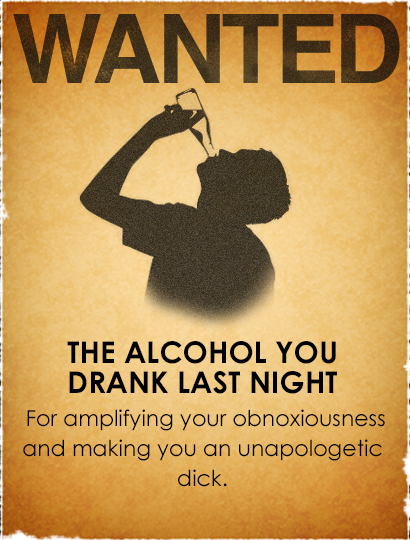 WANTED
THE ALCOHOL YOU
DRANK LAST NIGHT
For amplifying your obnoxiousness
and making you an unapologetic
dick.